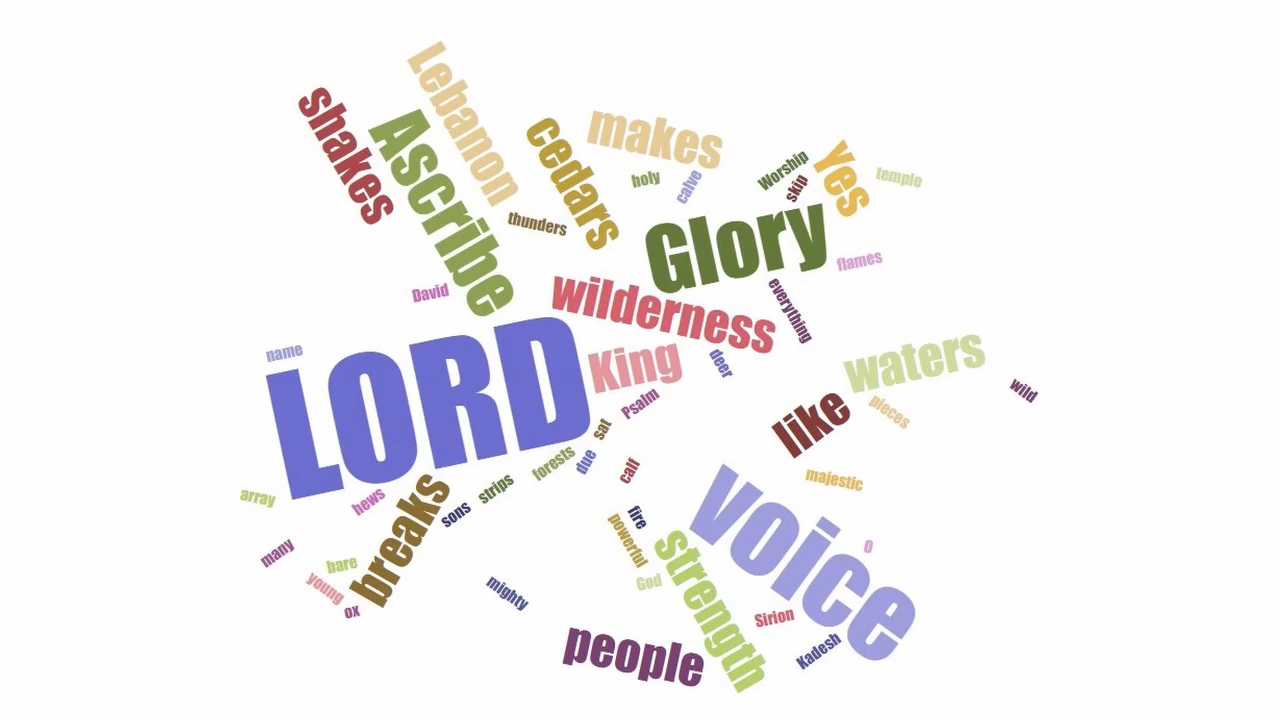 Lebanon
shakes
Ascribe
cedars
makes
holy
calve
Worship
skip
Yes
temple
thunders
Glory
flames
David
wilderness
everything
name
LORD
King
deer
Psalm
waters
like
pieces
wild
sat
due
forests
calf
majestic
array
hews
breaks
sons
strips
voice
many
bare
young
ox
mighty
fire
powerful
God
strength
O
Sirion
Kadesh
people